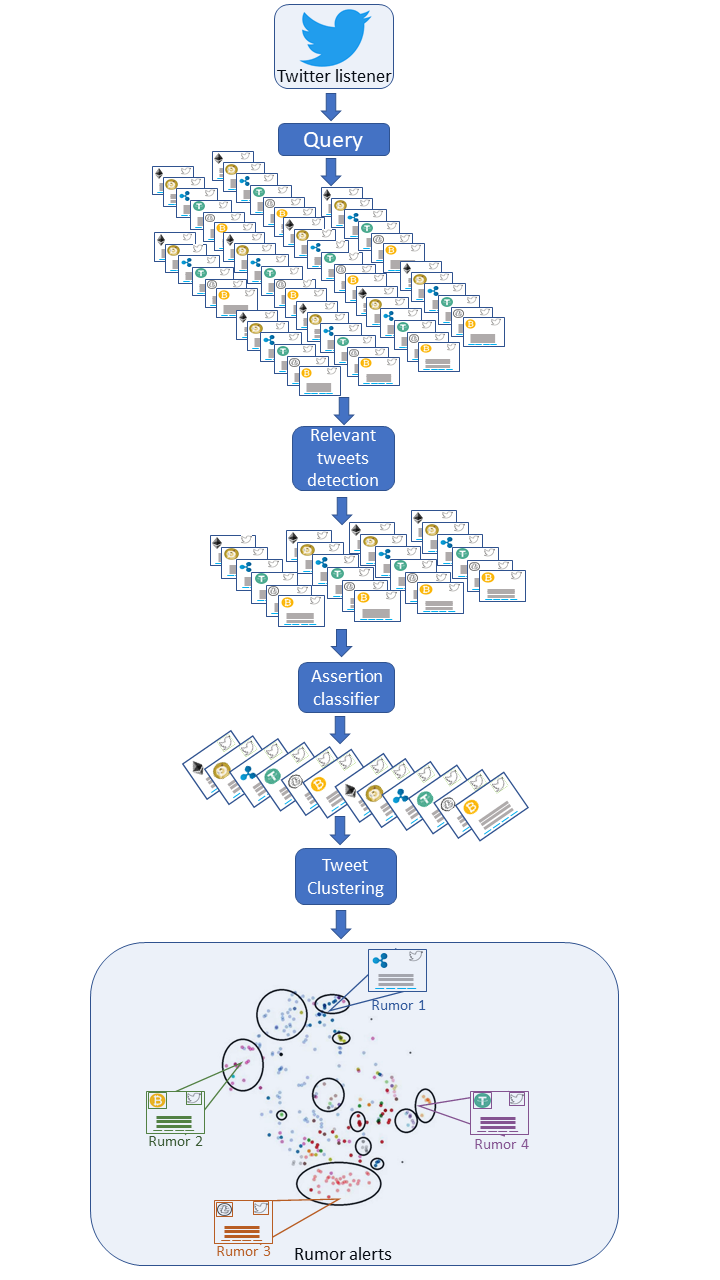 Twitter listener
Query
Relevant
tweets
detection
Assertion
classifier
Tweet
Clustering
Rumor 1
Rumor 2
Rumor 4
Rumor 3
Rumor alerts